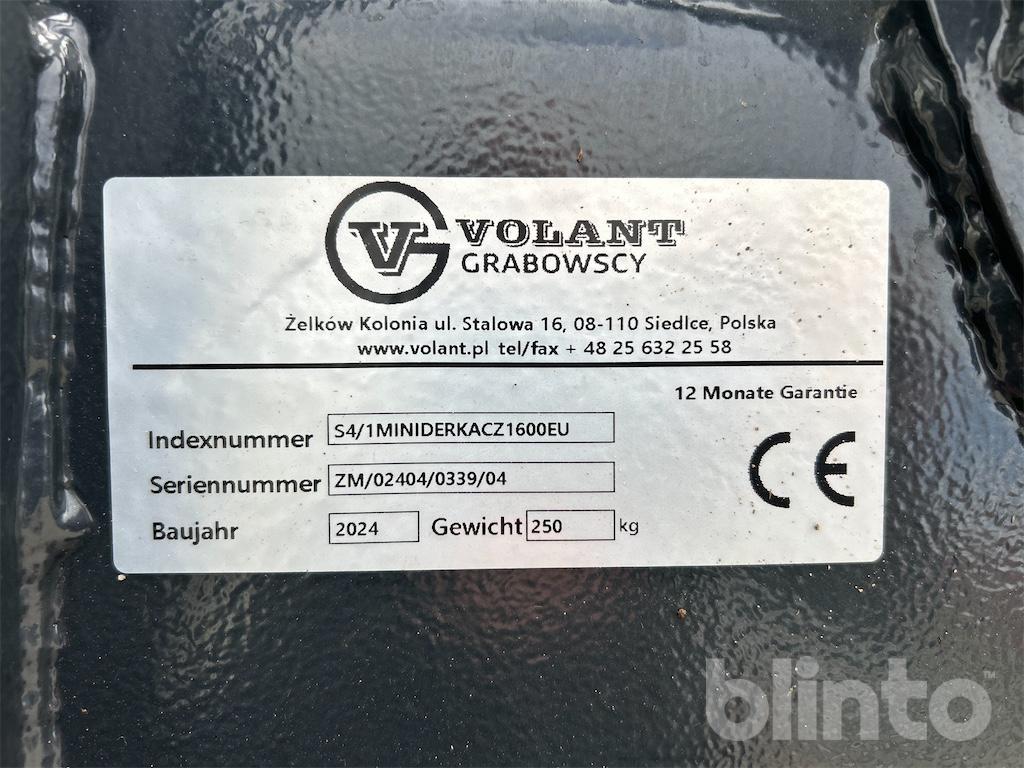 VG VOLANT
GRABOWSCY
Żelków Kolonia ul. Stalowa 16, 08-110 Siedlce, Polska
www.volant.pl tel/fax + 48 25 632 25 58
12 Monate Garantie
Indexnummer S4/1MINIDERKACZ1600EU
Seriennummer ZM/02404/0339/04
CE
Baujahr 2024 Gewicht 250 kg
blinto™